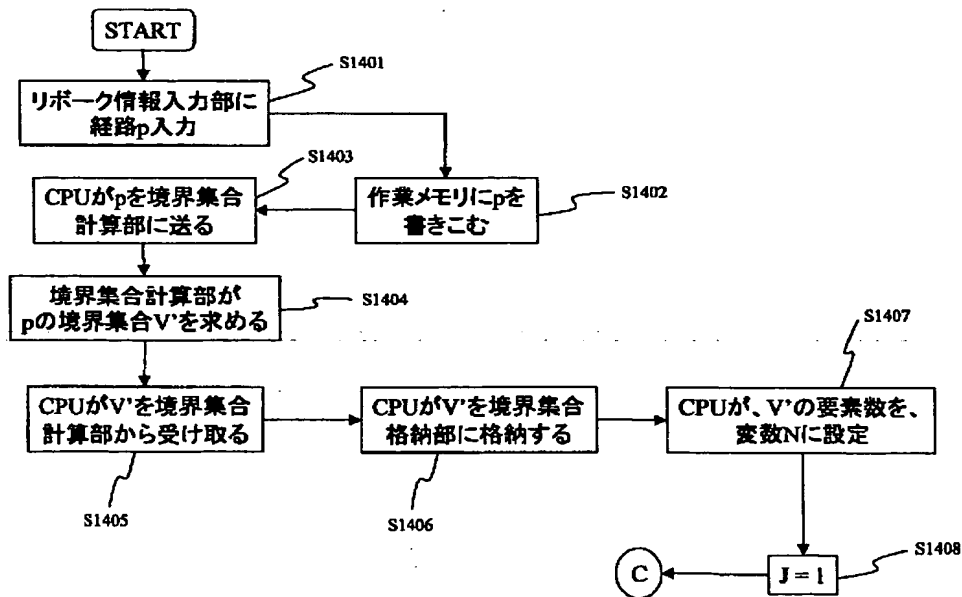 START
S1401
リボーク情報入力部に
経路p入力
S1403
CPUがpを境界集合
計算部に送る
作業メモリにpを
書きこむ
S1402
境界集合計算部が
pの境界集合V'を求める
S1404
S1407
CPUがV'を境界集合
計算部から受け取る
CPUがV'を境界集合
格納部に格納する
CPUが、V'の要素数を、
変数Nに設定
S1405
S1406
S1408
C
J = 1